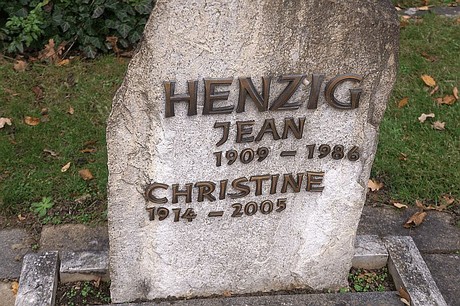 HENZIG
JEAN
1909 – 1986
CHRISTINE
1914 – 2005